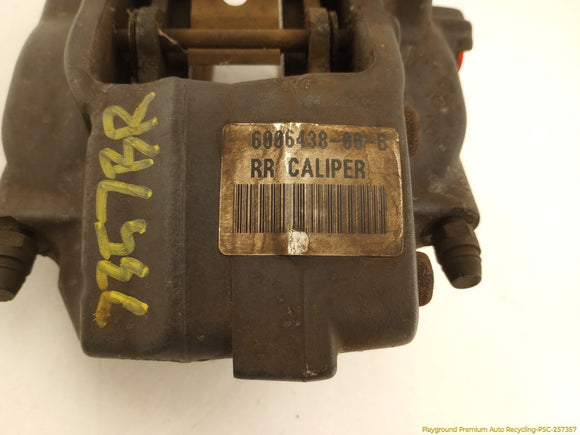 7357RR
6006438-00-B
RR CALIPER
Playground Premium Auto Recycling-PSC-257357